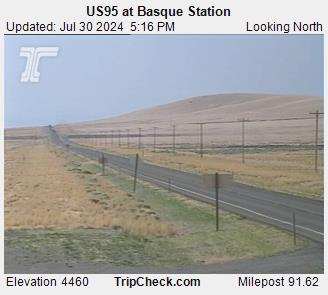 US95 at Basque Station
Updated: Jul 30 2024 5:16 PM Looking North
Elevation 4460 TripCheck.com Milepost 91.62